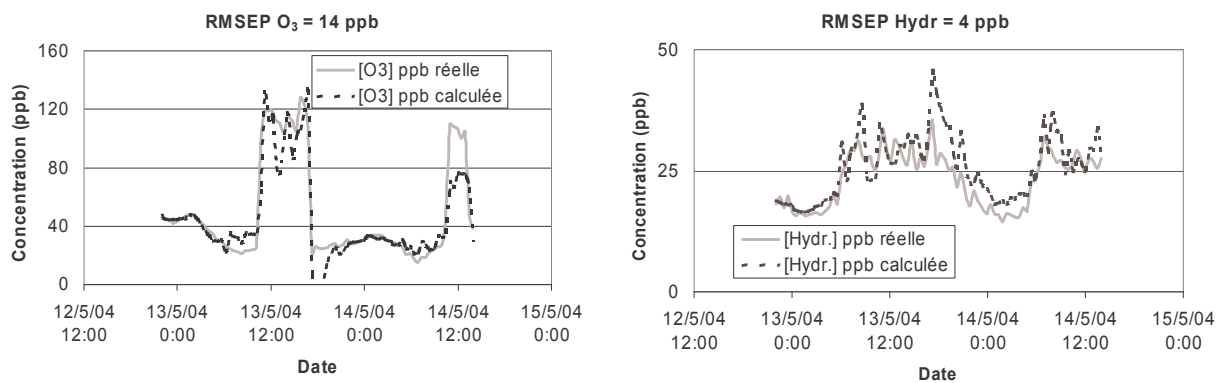 RMSEP O₃ = 14 ppb
160
120
80
40
0
Concentration (ppb)
[O3] ppb réelle
[O3] ppb calculée
12/5/04 13/5/04 13/5/04 14/5/04 14/5/04 15/5/04
12:00 0:00 12:00 0:00 12:00 0:00
Date
RMSEP Hydr = 4 ppb
50
25
0
Concentration (ppb)
[Hydr.] ppb réelle
[Hydr.] ppb calculée
12/5/04 13/5/04 13/5/04 14/5/04 14/5/04 15/5/04
12:00 0:00 12:00 0:00 12:00 0:00
Date